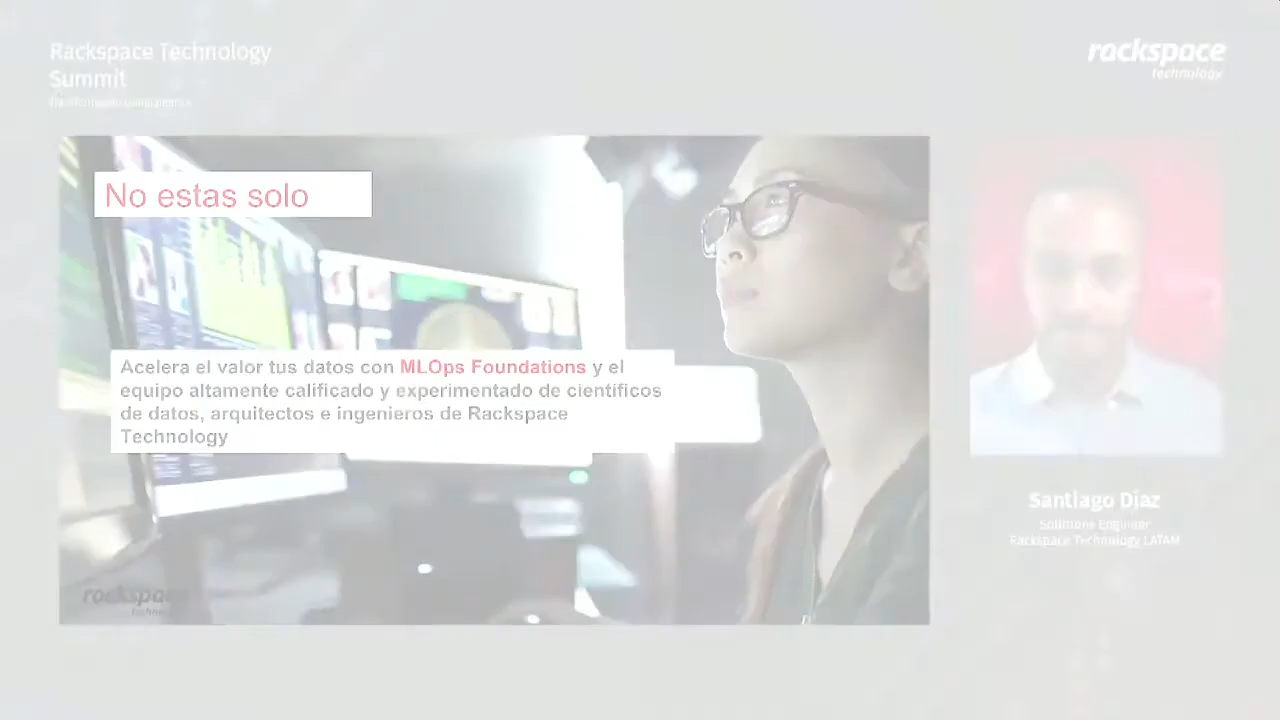 Rackspace Technology
Summit
rackspace
technology
No estas solo
Acelera el valor tus datos con MLOps Foundations y el
equipo altamente calificado y experimentado de científicos
de datos, arquitectos e ingenieros de Rackspace
Technology
rackspace
Santiago Díaz
Solutions Engineer
Rackspace Technology LATAM